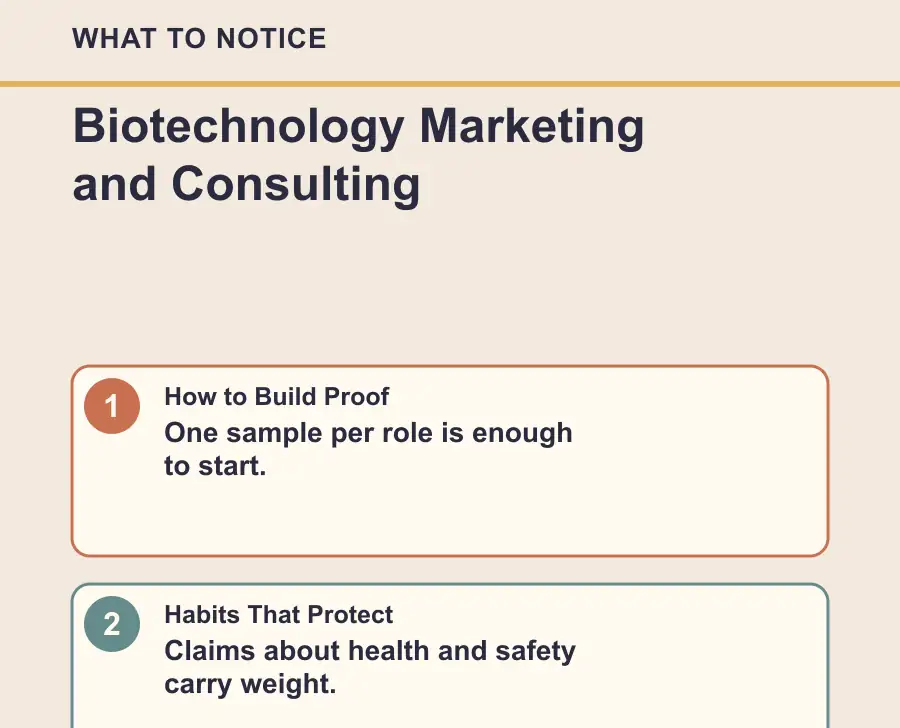 WHAT TO NOTICE
Biotechnology Marketing
and Consulting
1
How to Build Proof
One sample per role is enough
to start.
2
Habits That Protect
Claims about health and safety
carry weight.